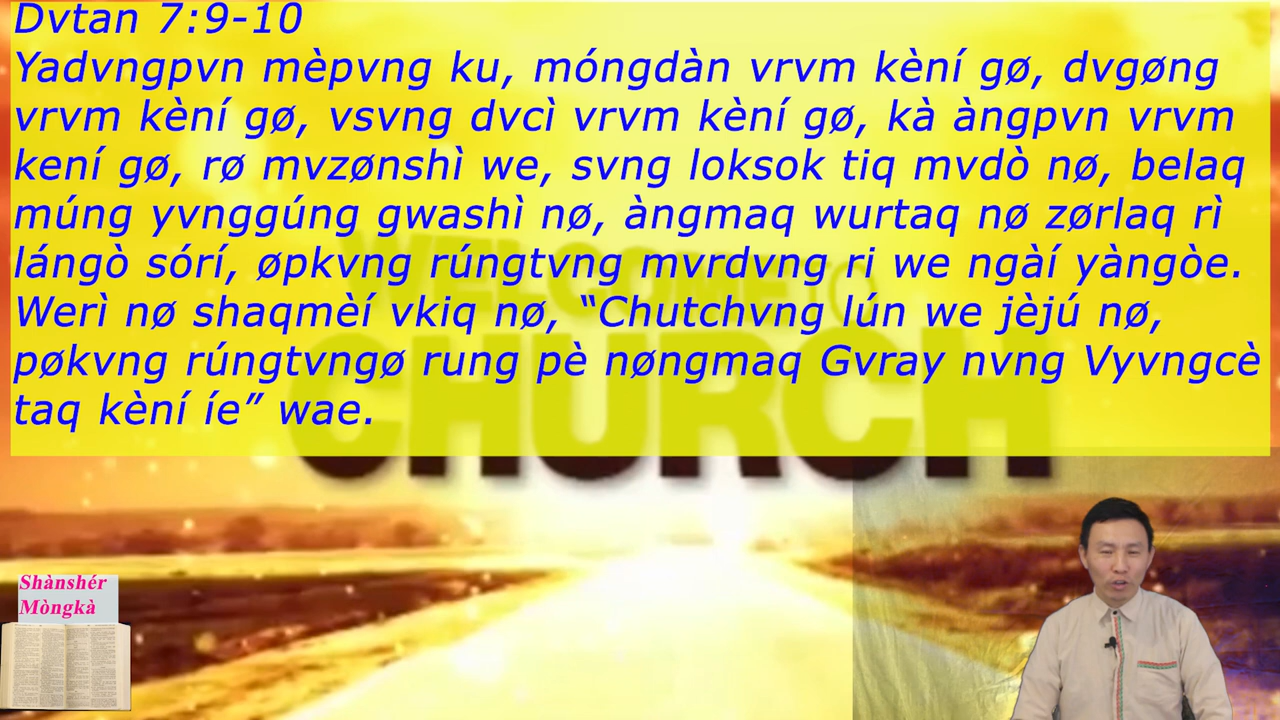 Dvtan 7:9-10
Yadvngpvn mèpvng ku, móngdàn vrvm kèní gø, dvgøng
vrvm kèní gø, vsvng dvcì vrvm kèní gø, kà àngpvn vrvm
kení gø, rø mvzønshì we, svng loksok tiq mvdò nø, belaq
múng yvnggúng gwashì nø, àngmaq wurtaq nø zørlaq rì
lángò sórí, øpkvng rúngtvng mvrdvng ri we ngàí yàngòe.
Werì nø shaqmèí vkiq nø, “Chutchvng lún we jèjú nø,
pøkvng rúngtvngø rung pè nøngmaq Gvray nvng Vyvngcè
taq kèní íe” wae.
WELCOME TO
CHURCH
Shànshér
Mòngkà